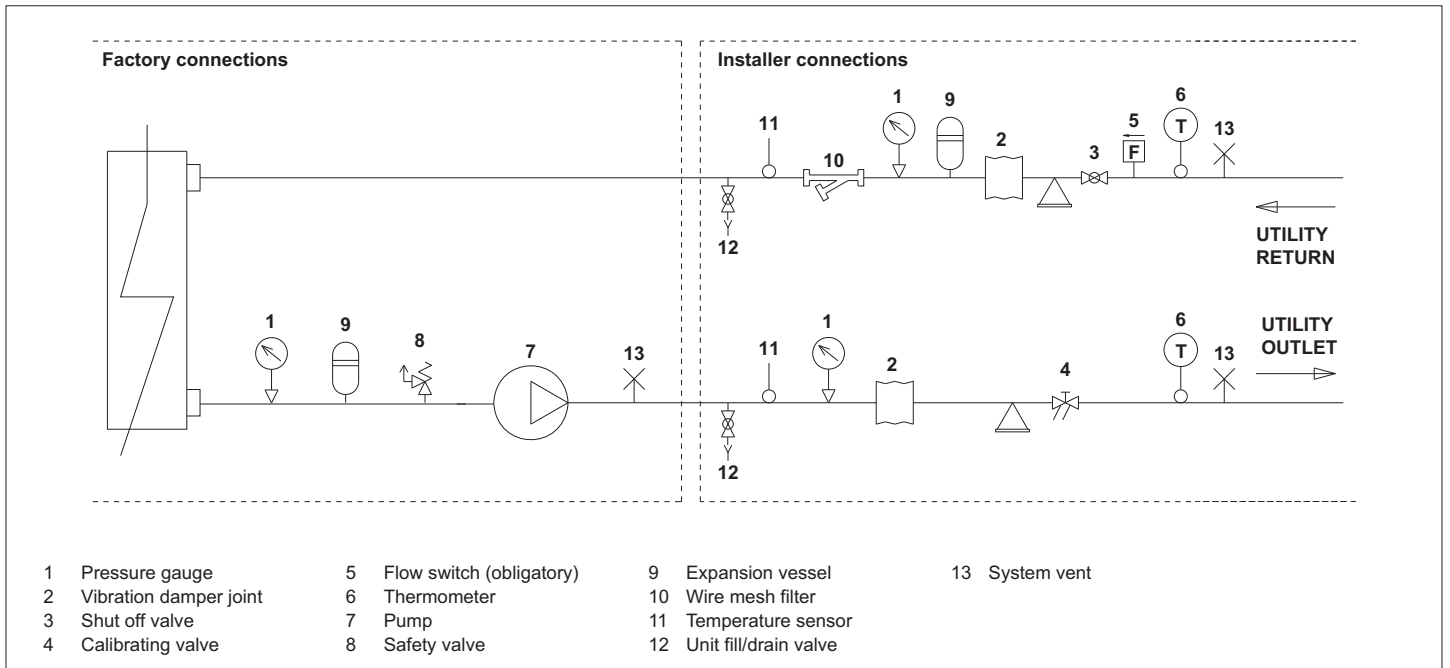 Factory connections
Installer connections
1
9
6
T
11
10
2
3
5
F
13
12
UTILITY
RETURN
1
9
8
7
13
11
1
2
4
6
T
13
UTILITY
OUTLET
12
1 Pressure gauge
2 Vibration damper joint
3 Shut off valve
4 Calibrating valve
5 Flow switch (obligatory)
6 Thermometer
7 Pump
8 Safety valve
9 Expansion vessel
10 Wire mesh filter
11 Temperature sensor
12 Unit fill/drain valve
13 System vent